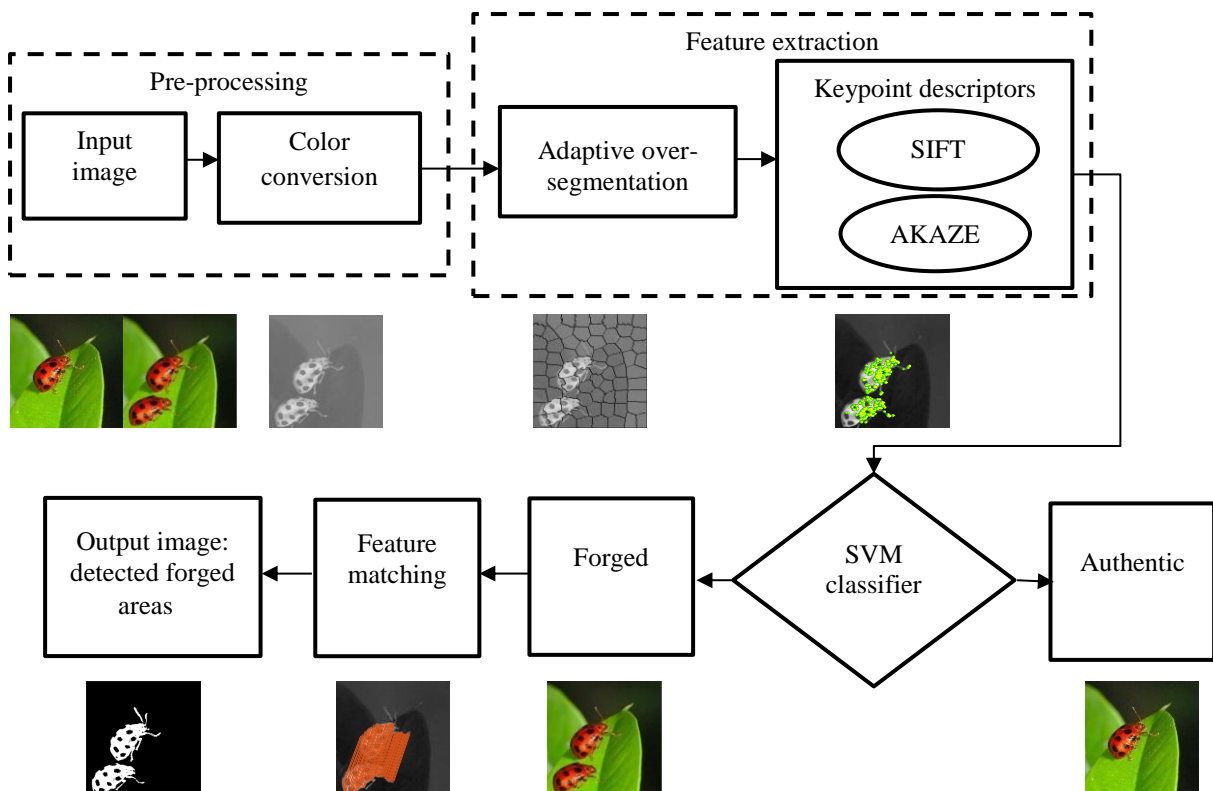 Pre-processing
Input
image
Color
conversion
Feature extraction
Adaptive over-
segmentation
Keypoint descriptors
SIFT
AKAZE
Output image:
detected forged
areas
Feature
matching
Forged
SVM
classifier
Authentic